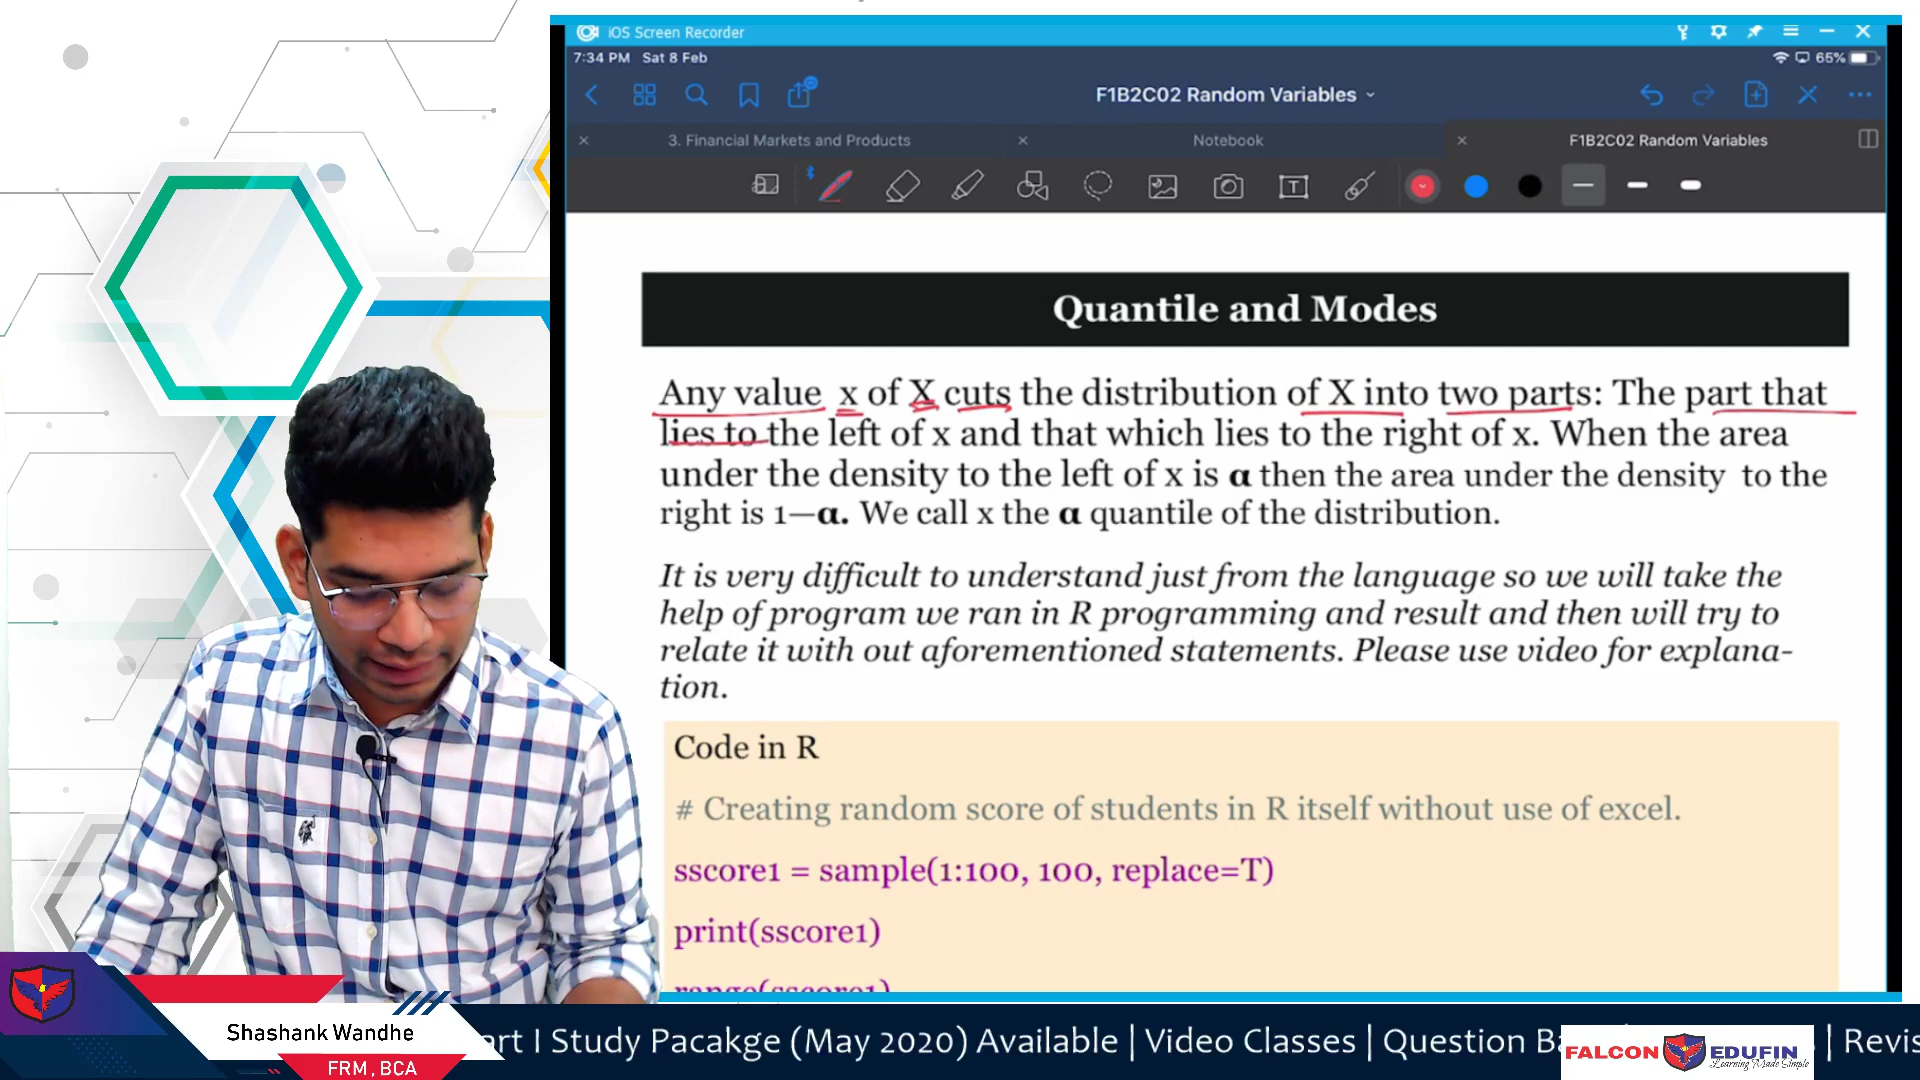 iOS Screen Recorder
7:34 PM Sat 8 Feb
65%
F1B2C02 Random Variables
3. Financial Markets and Products
Notebook
F1B2C02 Random Variables
T
Quantile and Modes
Any value x of X cuts the distribution of X into two parts: The part that
lies to the left of x and that which lies to the right of x. When the area
under the density to the left of x is α then the area under the density to the
right is 1—α. We call x the α quantile of the distribution.
It is very difficult to understand just from the language so we will take the
help of program we ran in R programming and result and then will try to
relate it with out aforementioned statements. Please use video for explana-
tion.
Code in R
# Creating random score of students in R itself without use of excel.
sscore1 = sample(1:100, 100, replace=T)
print(sscore1)
range(sscore1)
Shashank Wandhe
FRM, BCA
art I Study Pacakge (May 2020) Available | Video Classes | Question Ba | Revis
FALCON EDUFIN
Learning Made Simple